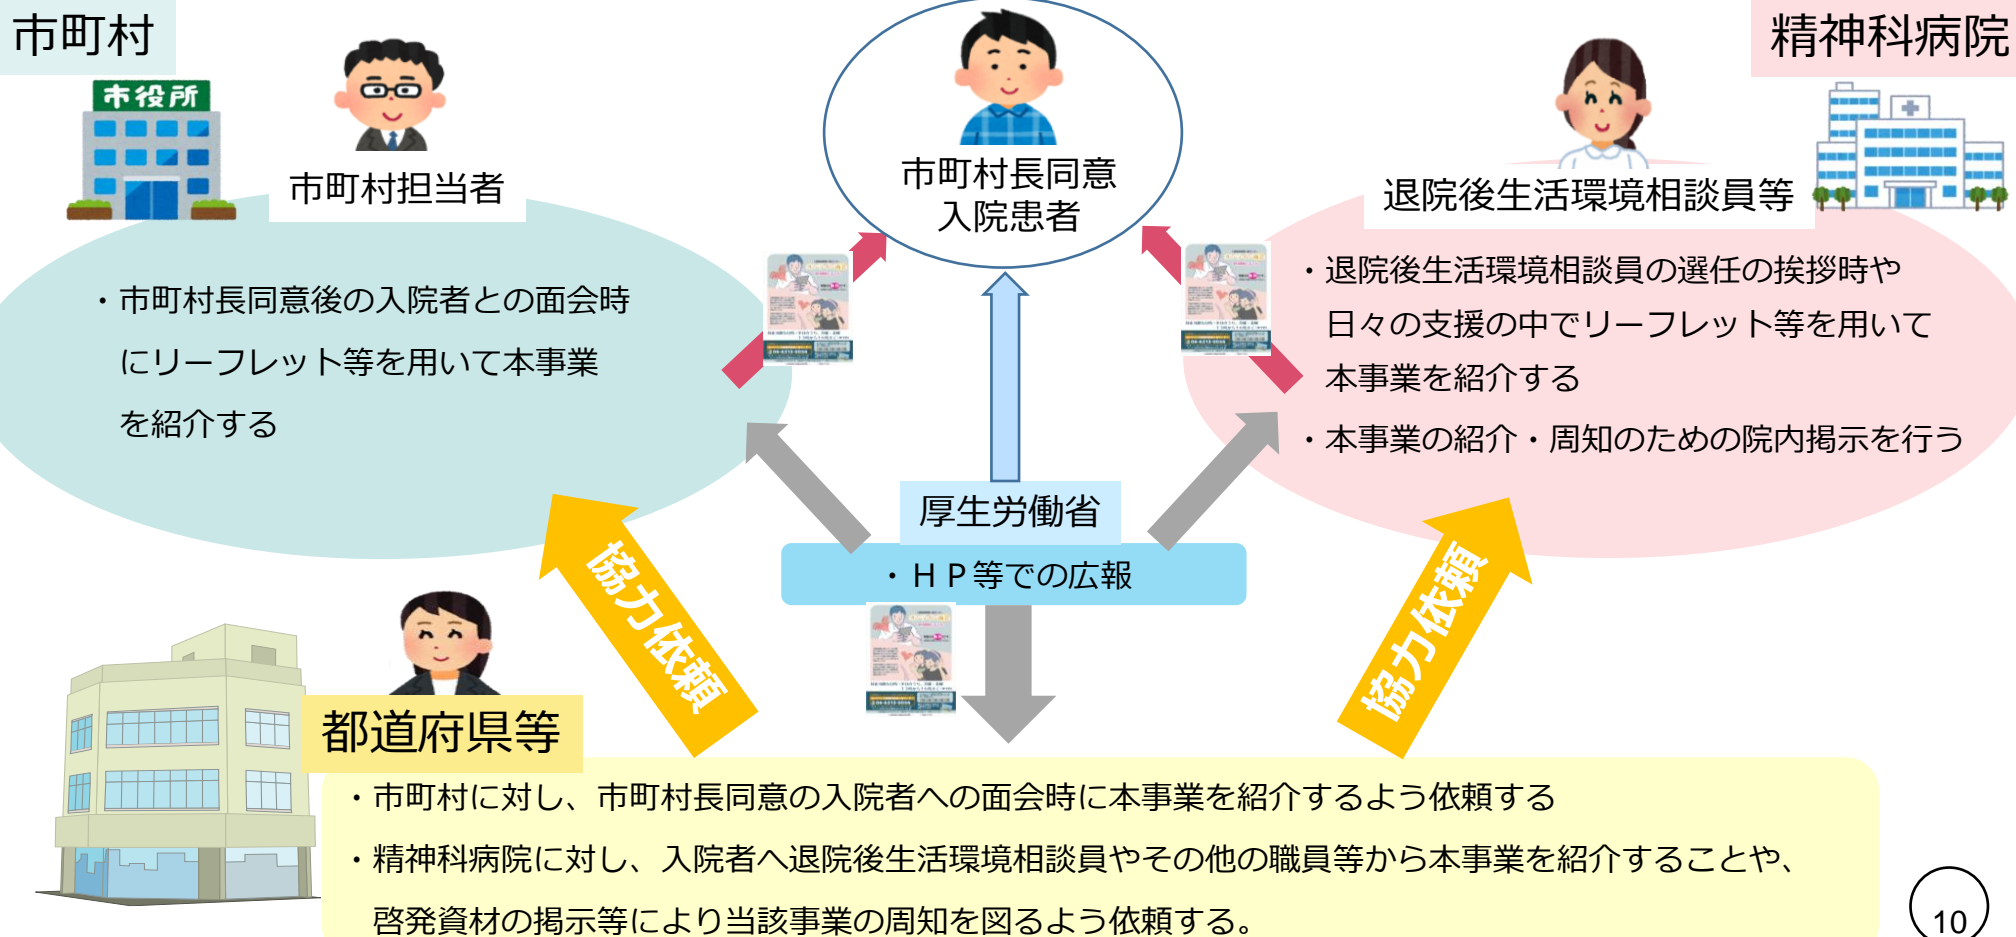 市町村
市役所
市町村担当者
・市町村長同意後の入院者との面会時
にリーフレット等を用いて本事業
を紹介する
市町村長同意
入院患者
精神科病院
退院後生活環境相談員等
・退院後生活環境相談員の選任の挨拶時や
日々の支援の中でリーフレット等を用いて
本事業を紹介する
・本事業の紹介・周知のための院内掲示を行う
厚生労働省
・ＨＰ等での広報
協力依頼
協力依頼
都道府県等
・市町村に対し、市町村長同意の入院者への面会時に本事業を紹介するよう依頼する
・精神科病院に対し、入院者へ退院後生活環境相談員やその他の職員等から本事業を紹介することや、
啓発資材の掲示等により当該事業の周知を図るよう依頼する。
10